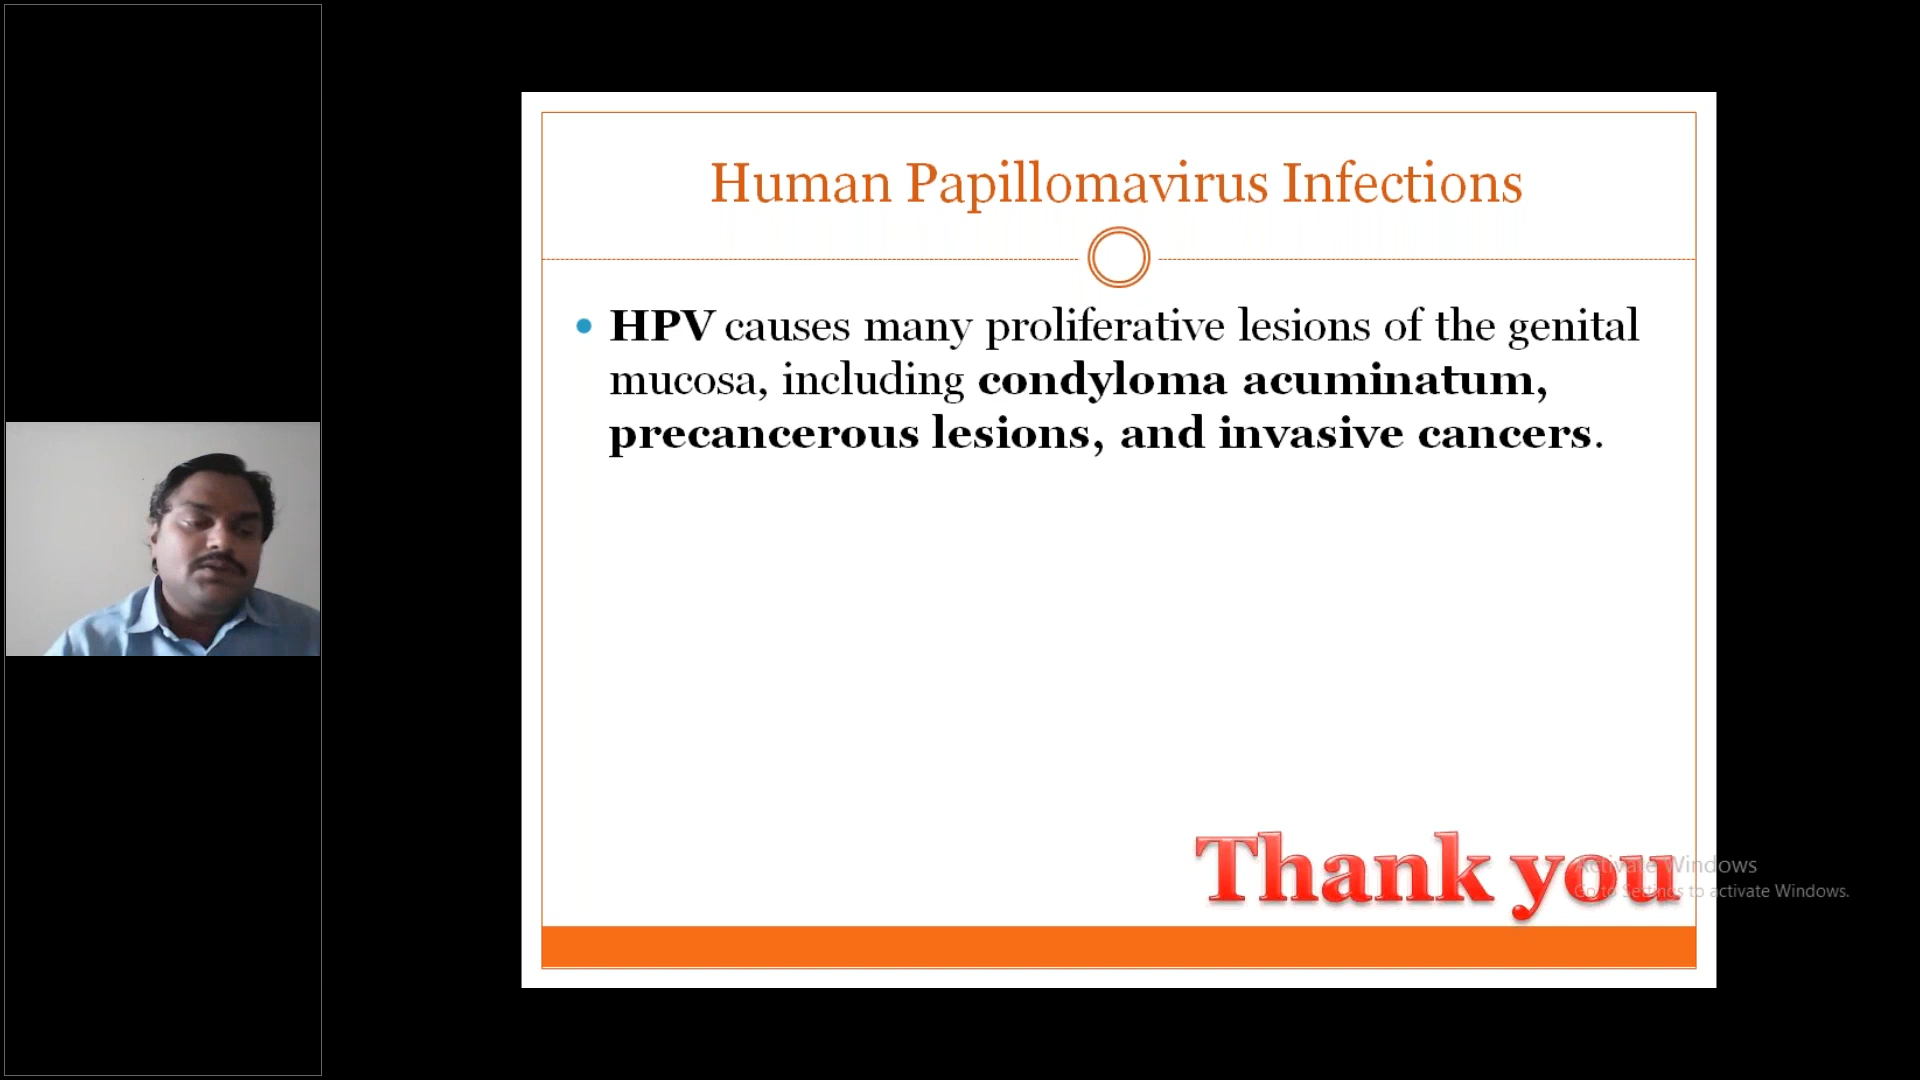 Human Papillomavirus Infections
• HPV causes many proliferative lesions of the genital
mucosa, including condyloma acuminatum,
precancerous lesions, and invasive cancers.
Thank you
Activate Windows
Go to Settings to activate Windows.